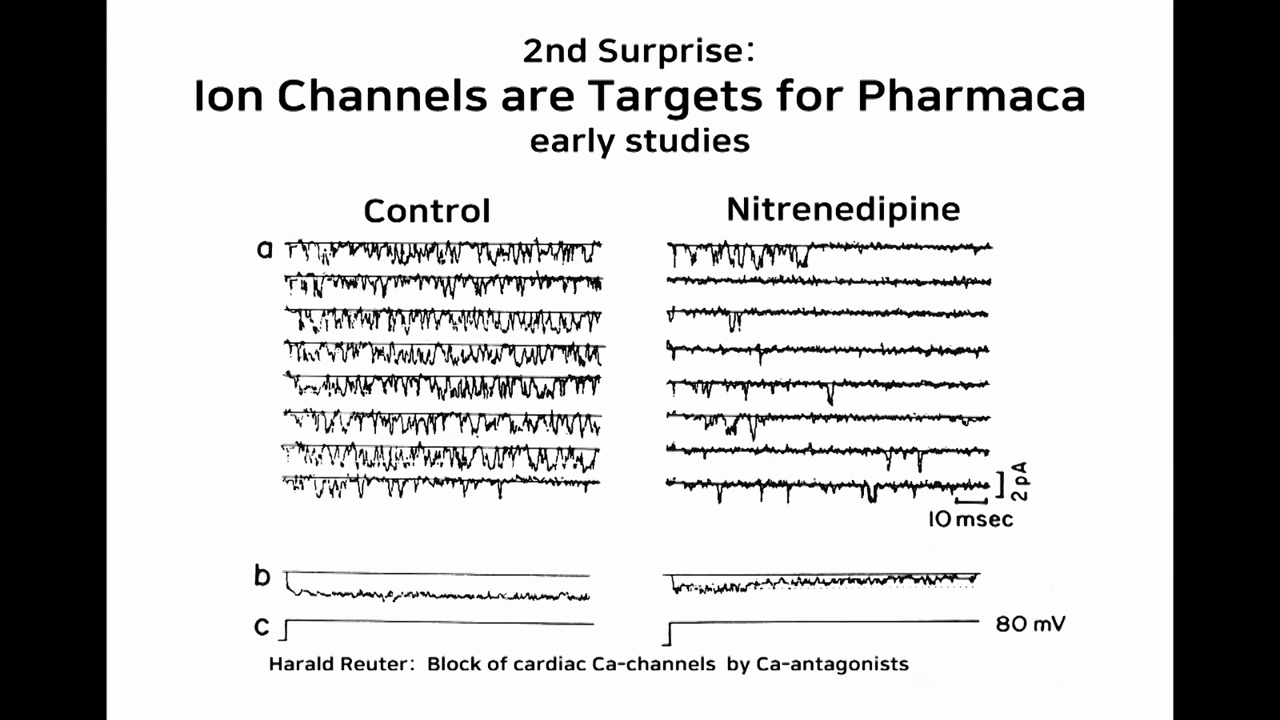 2nd Surprise:
Ion Channels are Targets for Pharmaca
early studies
Control
Nitrenedipine
a
2 pA
10 msec
b
c
80 mV
Harald Reuter: Block of cardiac Ca-channels by Ca-antagonists